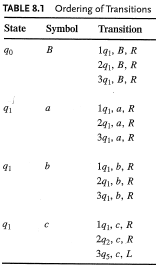 TABLE 8.1 Ordering of Transitions
State Symbol Transition
q0 B 1q1, B, R
2q1, B, R
3q1, B, R
q1 a 1q1, a, R
2q1, a, R
3q1, a, R
q1 b 1q1, b, R
2q1, b, R
3q1, b, R
q1 c 1q1, c, R
2q2, c, R
3q5, c, L